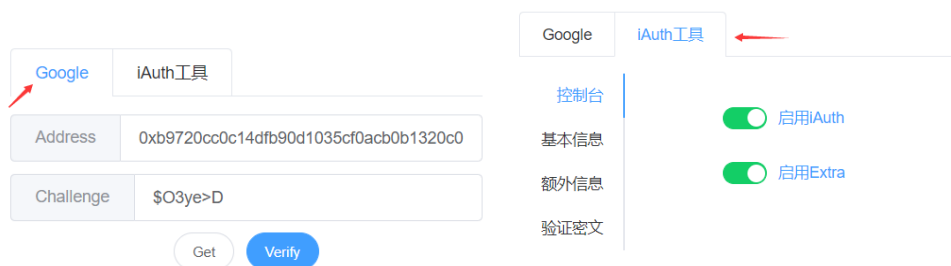 Google
iAuth工具
Address
0xb9720cc0c14dfb90d1035cf0acb0b1320c0
Challenge
$O3ye>D
Get
Verify
Google
iAuth工具
控制台
基本信息
额外信息
验证密文
启用iAuth
启用Extra